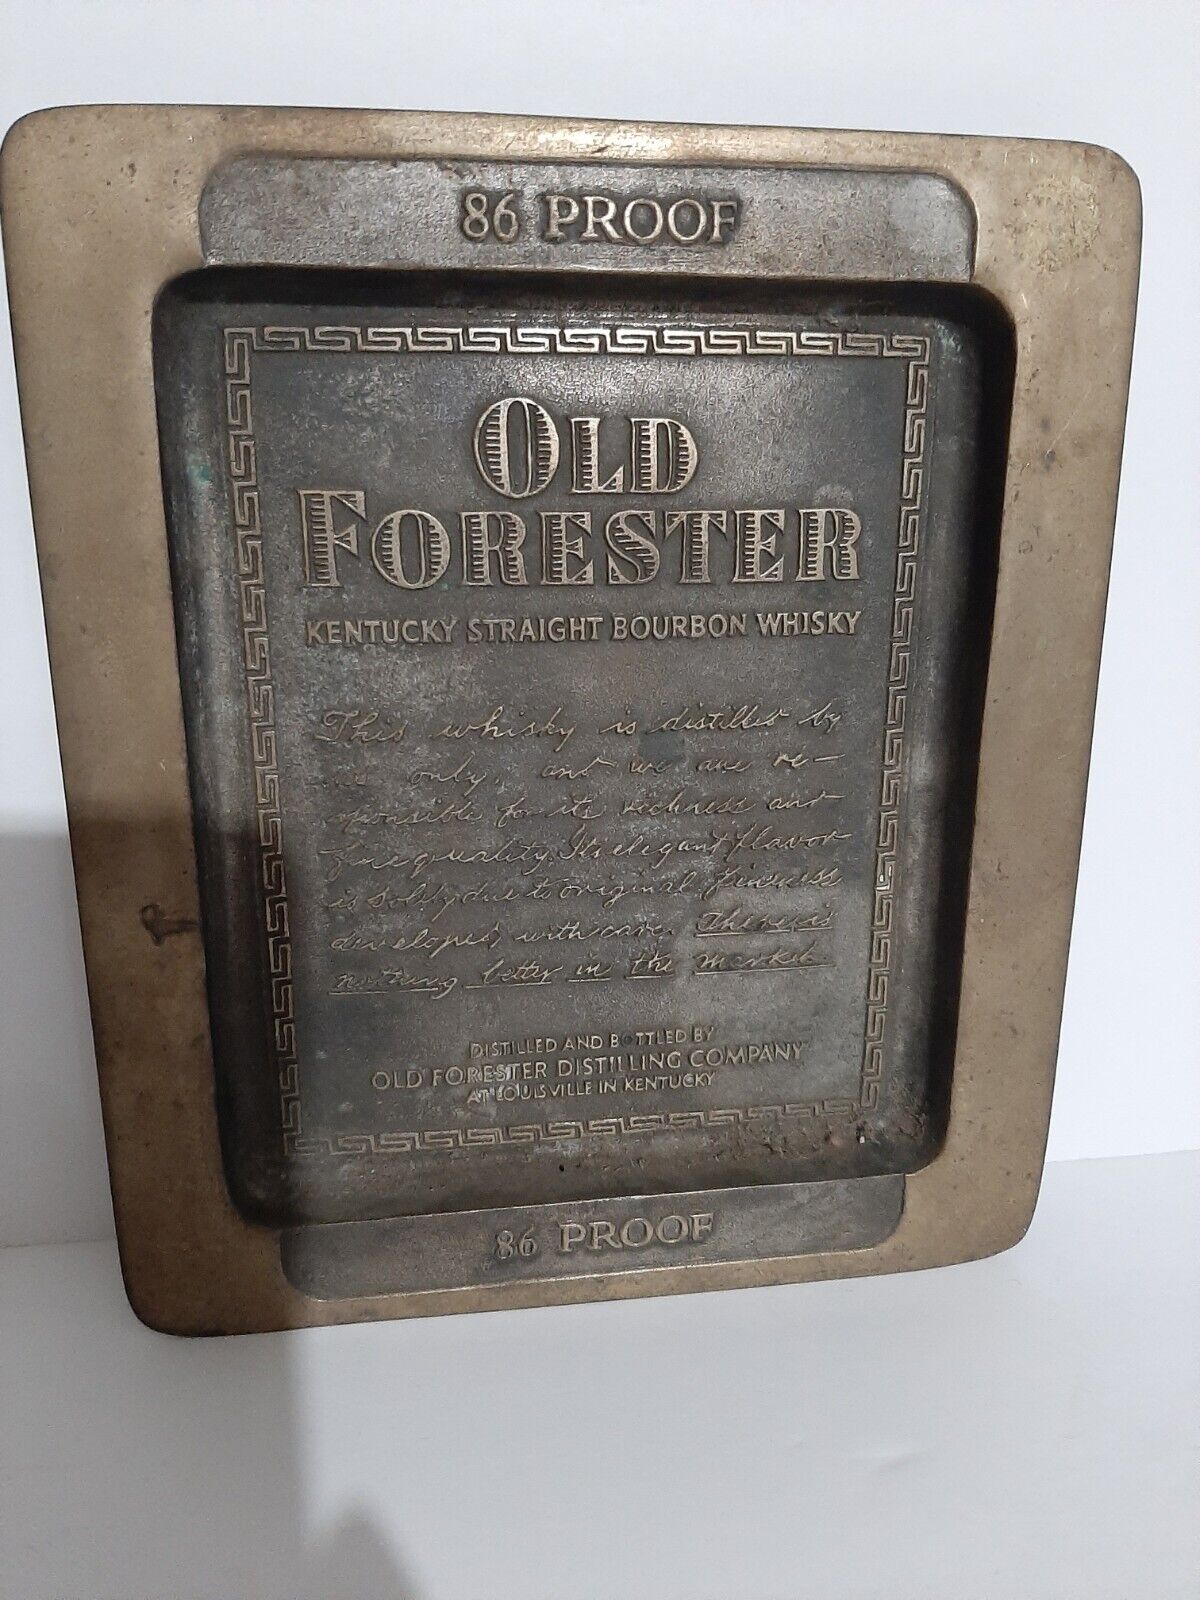 86 PROOF
OLD
FORESTER
KENTUCKY STRAIGHT BOURBON WHISKY
This whisky is distilled by
us only, and we are re-
sponsible for its richness and
fine quality. Its elegant flavor
is solely due to original fineness
developed with care. There is
nothing better in the market.
DISTILLED AND BOTTLED BY
OLD FORESTER DISTILLING COMPANY
AT LOUISVILLE IN KENTUCKY
86 PROOF